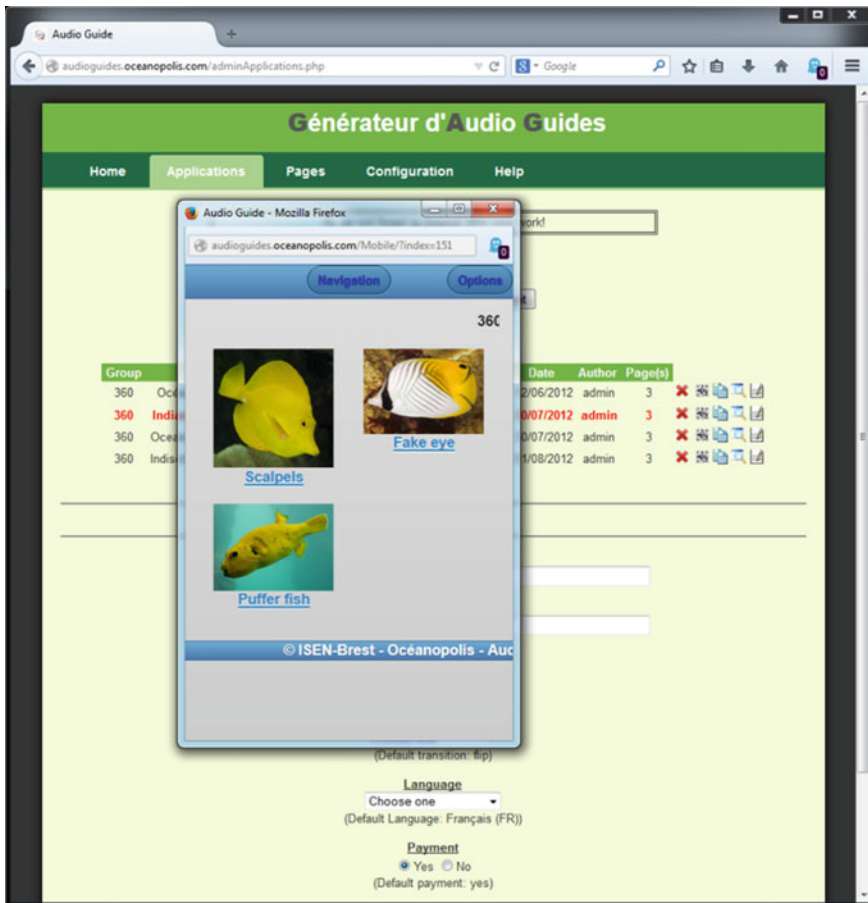 Audio Guide
audioguides.oceanopolis.com/adminApplications.php
Google
0
Générateur d'Audio Guides
Home Applications Pages Configuration Help
Audio Guide - Mozilla Firefox
work!
audioguides.oceanopolis.com/Mobile/?index=151
0
Navigation Options
360
Scalpels
Fake eye
Puffer fish
© ISEN-Brest - Océanopolis -
Group Date Author Page(s)
360 2/06/2012 admin 3
360 0/07/2012 admin 3
360 0/07/2012 admin 3
360 1/08/2012 admin 3
(Default transition: flip)
Language
Choose one
(Default Language: Français (FR))
Payment
Yes No
(Default payment: yes)